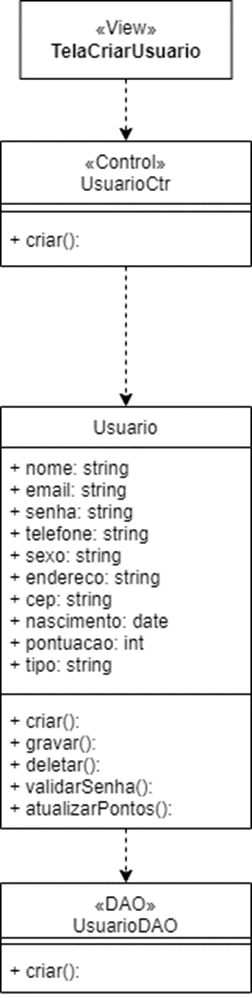 «View»
TelaCriarUsuario
«Control»
UsuarioCtr
+ criar():
Usuario
+ nome: string
+ email: string
+ senha: string
+ telefone: string
+ sexo: string
+ endereco: string
+ cep: string
+ nascimento: date
+ pontuacao: int
+ tipo: string
+ criar():
+ gravar():
+ deletar():
+ validarSenha():
+ atualizarPontos():
«DAO»
UsuarioDAO
+ criar():